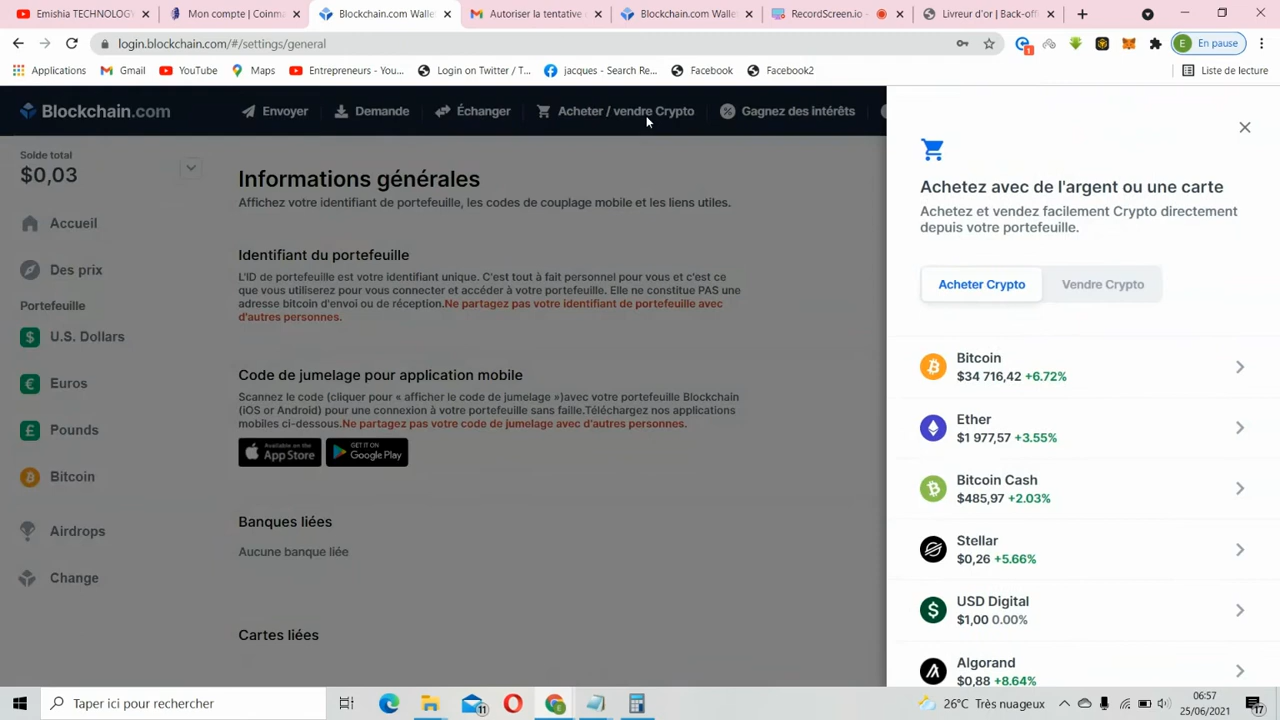 Emishia TECHNOLOGY
Mon compte | Coinm
Blockchain.com Walle
Autoriser la tentative
Blockchain.com Walle
RecordScreen.io
Livreur d'or | Back-off
login.blockchain.com/#/settings/general
1
E En pause
Applications
Gmail
YouTube
Maps
Entrepreneurs - You...
Login on Twitter / T...
jacques - Search Re...
Facebook
Facebook2
Liste de lecture
Blockchain.com
Envoyer
Demande
Échanger
Acheter / vendre Crypto
Gagnez des intérêts
Solde total
$0,03
Accueil
Des prix
Portefeuille
U.S. Dollars
Euros
Pounds
Bitcoin
Airdrops
Change
Informations générales
Affichez votre identifiant de portefeuille, les codes de couplage mobile et les liens utiles.
Identifiant du portefeuille
L'ID de portefeuille est votre identifiant unique. C'est tout à fait personnel pour vous et c'est ce
que vous utiliserez pour vous connecter et accéder à votre portefeuille. Elle ne constitue PAS une
adresse bitcoin d'envoi ou de réception.Ne partagez pas votre identifiant de portefeuille avec
d'autres personnes.
Code de jumelage pour application mobile
Scannez le code (cliquer pour « afficher le code de jumelage »)avec votre portefeuille Blockchain
(iOS or Android) pour une connexion à votre portefeuille sans faille.Téléchargez nos applications
mobiles ci-dessous.Ne partagez pas votre code de jumelage avec d'autres personnes.
Available on the
App Store
GET IT ON
Google Play
Banques liées
Aucune banque liée
Cartes liées
Achetez avec de l'argent ou une carte
Achetez et vendez facilement Crypto directement
depuis votre portefeuille.
Acheter Crypto
Vendre Crypto
Bitcoin
$34 716,42 +6.72%
Ether
$1 977,57 +3.55%
Bitcoin Cash
$485,97 +2.03%
Stellar
$0,26 +5.66%
USD Digital
$1,00 0.00%
Algorand
$0,88 +8.64%
Taper ici pour rechercher
11
26°C Très nuageux
06:57
25/06/2021
17